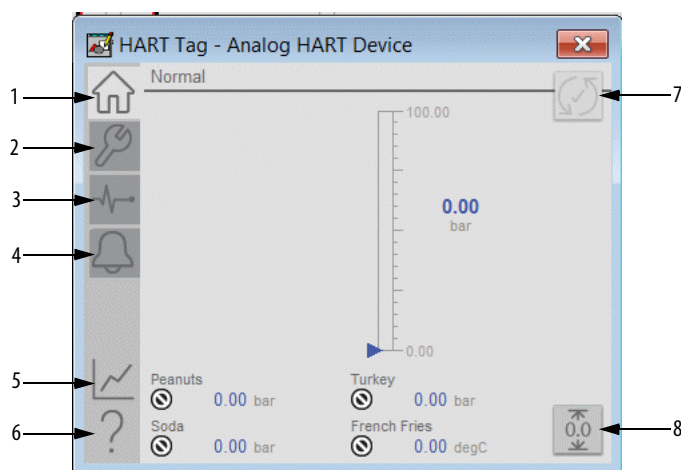 HART Tag - Analog HART Device
1
Normal
7
100.00
2
3
0.00
bar
4
0.00
5
Peanuts
Turkey
0.00 bar
0.00 bar
6
Soda
French Fries
0.00 bar
0.00 degC
0.0
8